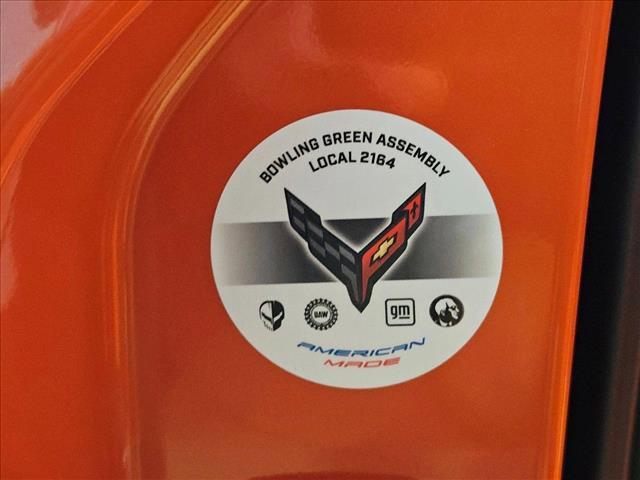 BOWLING GREEN ASSEMBLY
LOCAL 2164
UAW
gm
AMERICAN
MADE